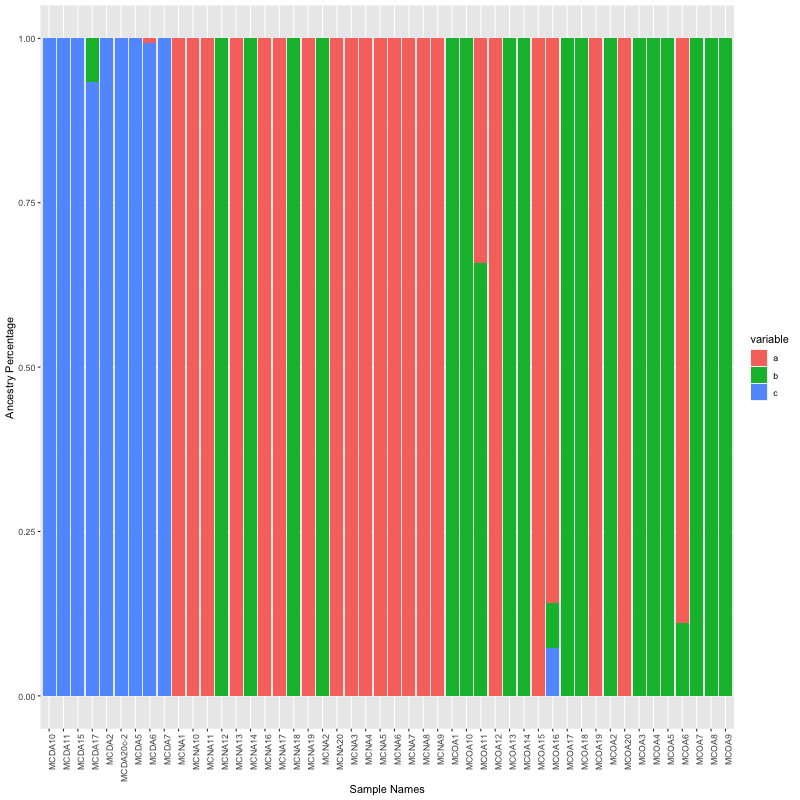 1.00
0.75
0.50
0.25
0.00
Ancestry Percentage
MCDA10
MCDA11
MCDA15
MCDA17
MCDA2
MCDA20c2
MCDA5
MCDA6
MCDA7
MCNA1
MCNA10
MCNA11
MCNA12
MCNA13
MCNA14
MCNA16
MCNA17
MCNA18
MCNA19
MCNA2
MCNA20
MCNA3
MCNA4
MCNA5
MCNA6
MCNA7
MCNA8
MCNA9
MCOA1
MCOA10
MCOA11
MCOA12
MCOA13
MCOA14
MCOA15
MCOA16
MCOA17
MCOA18
MCOA19
MCOA2
MCOA20
MCOA3
MCOA4
MCOA5
MCOA6
MCOA7
MCOA8
MCOA9
Sample Names
variable
a
b
c